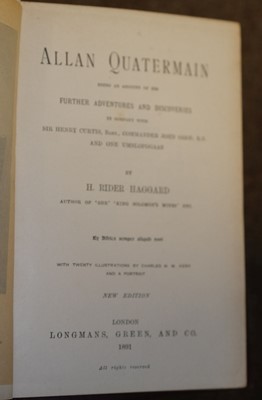 ALLAN QUATERMAIN
BEING AN ACCOUNT OF HIS
FURTHER ADVENTURES AND DISCOVERIES
IN COMPANY WITH
SIR HENRY CURTIS, BART., COMMANDER JOHN GOOD, R.N.
AND ONE UMSLOPOGAAS
BY
H. RIDER HAGGARD
AUTHOR OF "SHE" "KING SOLOMON'S MINES" ETC.
WITH TWENTY ILLUSTRATIONS BY CHARLES H. M. KERR
AND A PORTRAIT
NEW EDITION
LONDON
LONGMANS, GREEN, AND CO.
All rights reserved